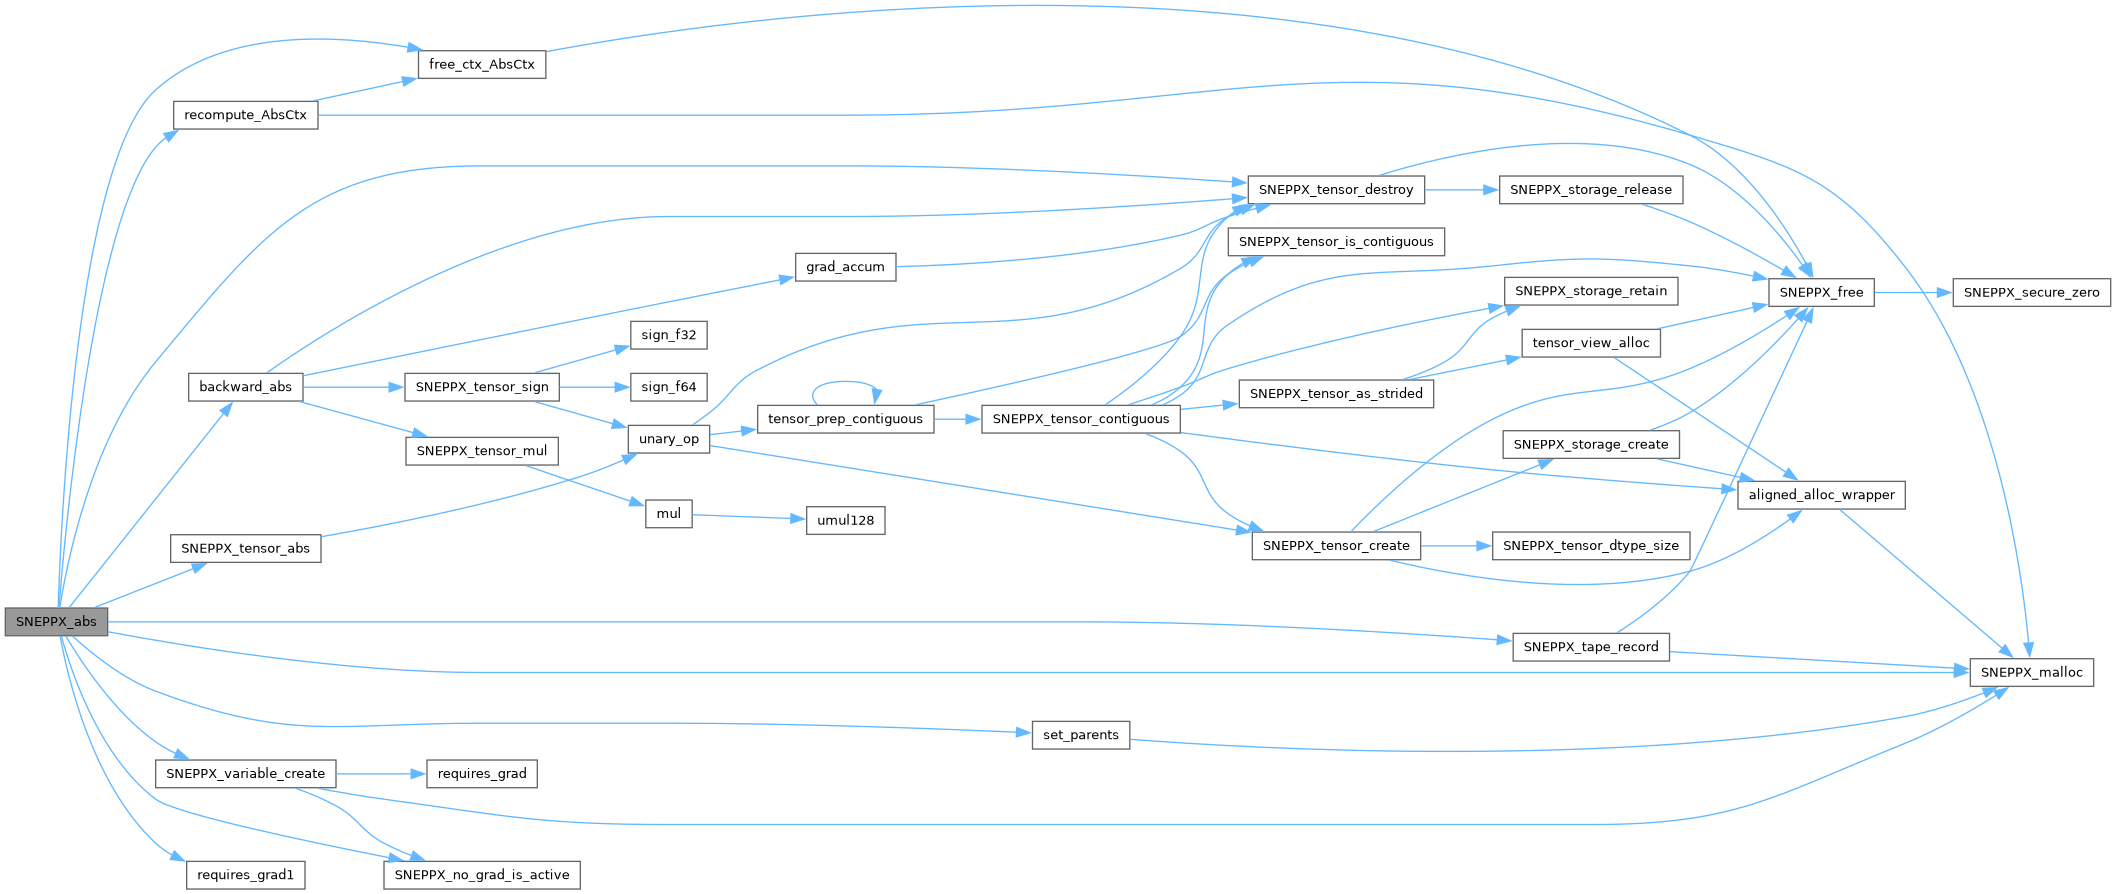 free_ctx_AbsCtx
recompute_AbsCtx
SNEPPX_tensor_destroy
SNEPPX_storage_release
SNEPPX_tensor_is_contiguous
grad_accum
SNEPPX_storage_retain
SNEPPX_free
SNEPPX_secure_zero
sign_f32
tensor_view_alloc
backward_abs
SNEPPX_tensor_sign
sign_f64
SNEPPX_tensor_as_strided
tensor_prep_contiguous
SNEPPX_tensor_contiguous
unary_op
SNEPPX_storage_create
SNEPPX_tensor_mul
aligned_alloc_wrapper
mul
umul128
SNEPPX_tensor_abs
SNEPPX_tensor_create
SNEPPX_tensor_dtype_size
SNEPPX_abs
SNEPPX_tape_record
SNEPPX_malloc
set_parents
SNEPPX_variable_create
requires_grad
requires_grad1
SNEPPX_no_grad_is_active